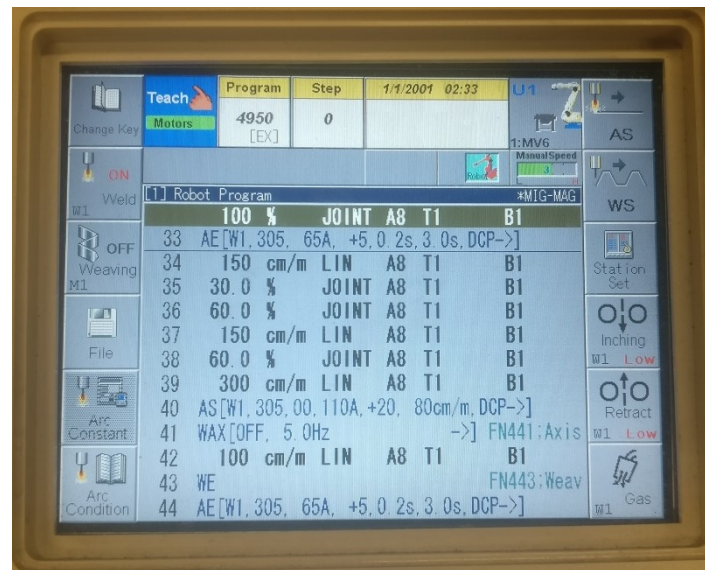 Change Key
Teach
Motors
Program
4950
[EX]
Step
0
1/1/2001 02:33
U1
1:MV6
AS
ON
Weld
W1
Robot
Manual Speed
3
WS
[1] Robot Program *MIG-MAG
100 % JOINT A8 T1 B1
33 AE[W1,305, 65A, +5,0.2s,3.0s,DCP->]
34 150 cm/m LIN A8 T1 B1
35 30.0 % JOINT A8 T1 B1
36 60.0 % JOINT A8 T1 B1
37 150 cm/m LIN A8 T1 B1
38 60.0 % JOINT A8 T1 B1
39 300 cm/m LIN A8 T1 B1
40 AS[W1,305,00,110A,+20, 80cm/m,DCP->]
41 WAX[OFF, 5.0Hz ->] FN441:Axis
42 100 cm/m LIN A8 T1 B1
43 WE FN443:Weav
44 AE[W1,305, 65A, +5,0.2s,3.0s,DCP->]
OFF
Weaving
M1
File
Arc
Constant
Arc
Condition
Station
Set
Inching
W1 Low
Retract
W1 Low
Gas
W1